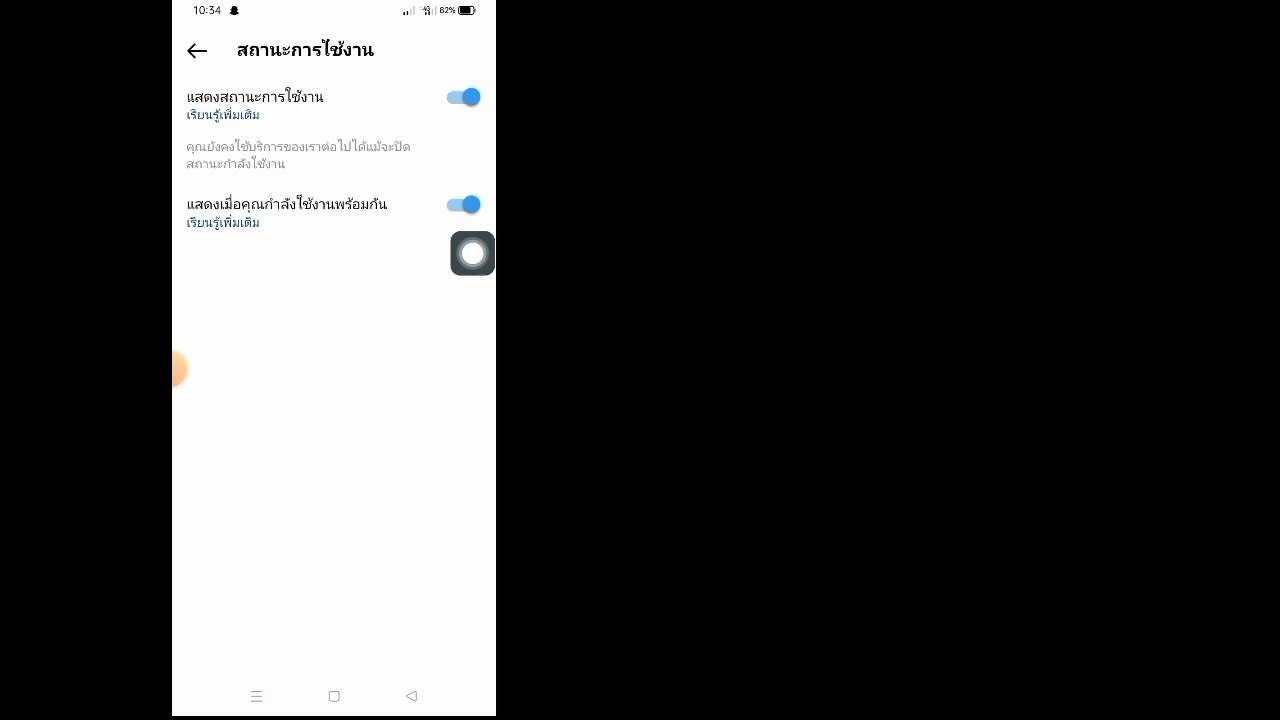 10:34 4G 82%
สถานะการใช้งาน
แสดงสถานะการใช้งาน
เรียนรู้เพิ่มเติม
คุณยังคงใช้บริการของเราต่อไปได้แม้จะปิด
สถานะกำลังใช้งาน
แสดงเมื่อคุณกำลังใช้งานพร้อมกัน
เรียนรู้เพิ่มเติม